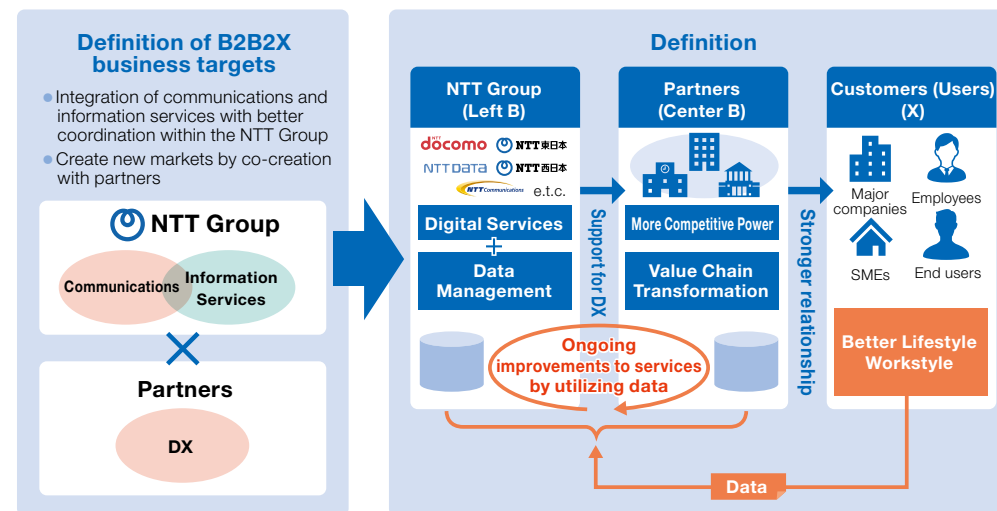 Definition of B2B2X
business targets
Integration of communications and
information services with better
coordination within the NTT Group
Create new markets by co-creation
with partners
NTT Group
Communications
Information
Services
Partners
DX
Definition
NTT Group
(Left B)
NTT
docomo
NTT東日本
NTT DATA
NTT西日本
NTT Communications
e.t.c.
Digital Services
+
Data
Management
Support for DX
Partners
(Center B)
More Competitive Power
Value Chain
Transformation
Stronger relationship
Customers (Users)
(X)
Major
companies
Employees
SMEs
End users
Better Lifestyle
Workstyle
Ongoing
improvements to services
by utilizing data
Data